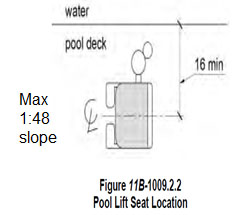 water
pool deck
16 min
Max
1:48
slope
Figure 11B-1009.2.2
Pool Lift Seat Location